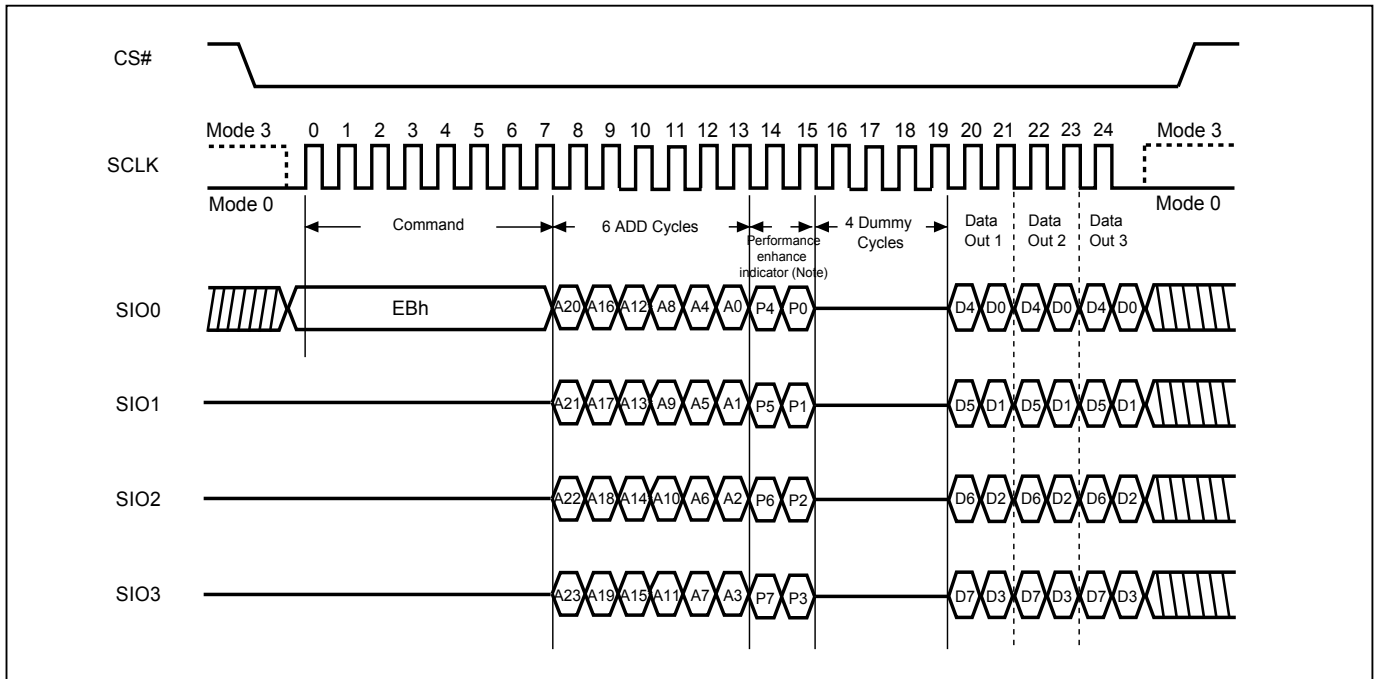 CS#
Mode 3 0 1 2 3 4 5 6 7 8 9 10 11 12 13 14 15 16 17 18 19 20 21 22 23 24 Mode 3
SCLK
Mode 0 Mode 0
Command 6 ADD Cycles Performance enhance indicator (Note) 4 Dummy Cycles Data Out 1 Data Out 2 Data Out 3
SIO0 EBh A20 A16 A12 A8 A4 A0 P4 P0 D4 D0 D4 D0 D4 D0
SIO1 A21 A17 A13 A9 A5 A1 P5 P1 D5 D1 D5 D1 D5 D1
SIO2 A22 A18 A14 A10 A6 A2 P6 P2 D6 D2 D6 D2 D6 D2
SIO3 A23 A19 A15 A11 A7 A3 P7 P3 D7 D3 D7 D3 D7 D3